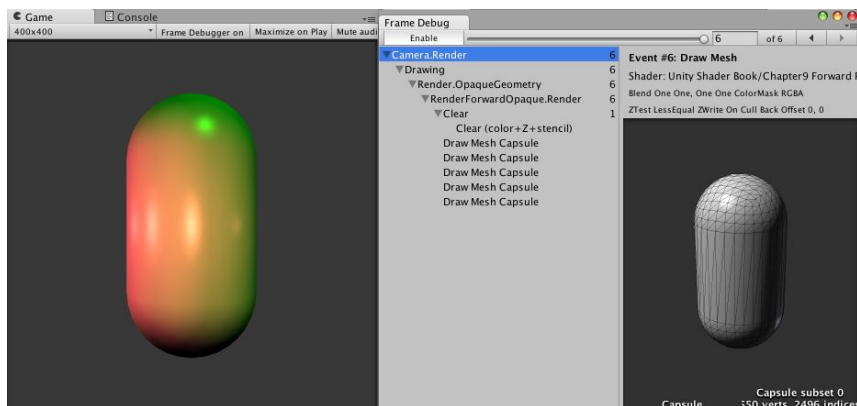 Game
Console
400x400
Frame Debugger on
Maximize on Play
Mute audi
Frame Debug
Enable
6
of 6
Camera.Render 6
Drawing 6
Render.OpaqueGeometry 6
RenderForwardOpaque.Render 6
Clear 1
Clear (color+Z+stencil)
Draw Mesh Capsule
Draw Mesh Capsule
Draw Mesh Capsule
Draw Mesh Capsule
Draw Mesh Capsule
Event #6: Draw Mesh
Shader: Unity Shader Book/Chapter9 Forward
Blend One One, One One ColorMask RGBA
ZTest LessEqual ZWrite On Cull Back Offset 0, 0
Capsule subset 0
Capsule
verts, 2496 indices